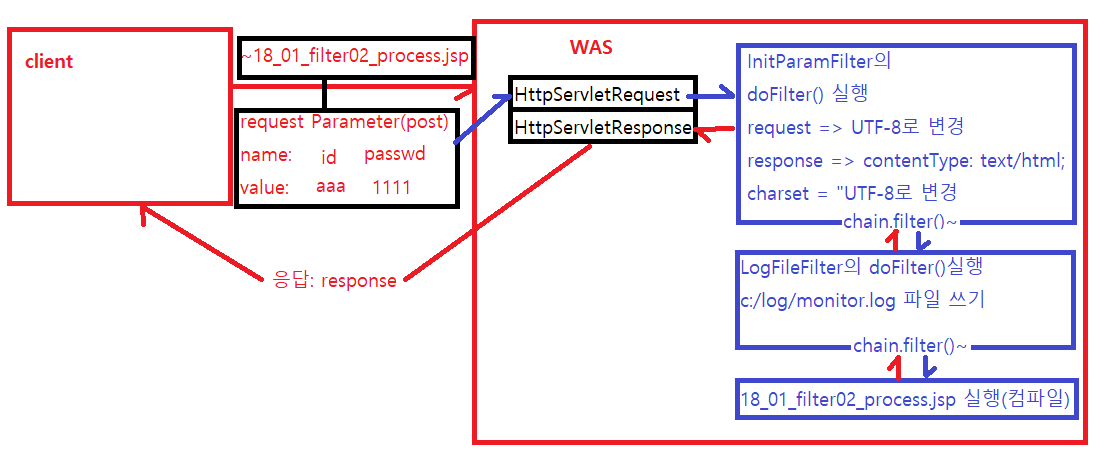 client
~18_01_filter02_process.jsp
request Parameter(post)
name: id passwd
value: aaa 1111
응답: response
WAS
HttpServletRequest
HttpServletResponse
InitParamFilter의
doFilter() 실행
request => UTF-8로 변경
response => contentType: text/html;
charset = "UTF-8로 변경
chain.filter()~
LogFileFilter의 doFilter()실행
c:/log/monitor.log 파일 쓰기
chain.filter()~
18_01_filter02_process.jsp 실행(컴파일)